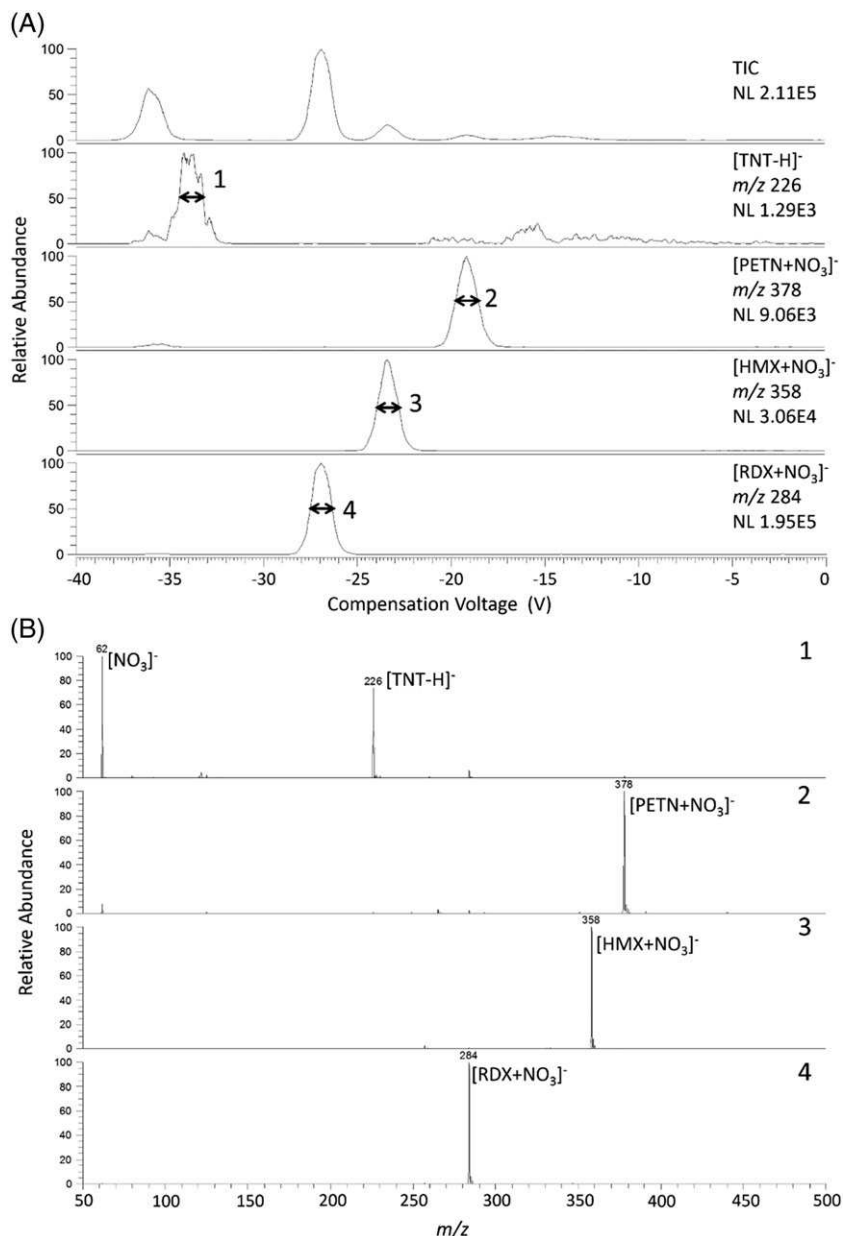 (A)
100
50
0
TIC
NL 2.11E5
100
50
0
1
[TNT-H]-
m/z 226
NL 1.29E3
100
50
0
2
[PETN+NO3]-
m/z 378
NL 9.06E3
100
50
0
3
[HMX+NO3]-
m/z 358
NL 3.06E4
100
50
0
4
[RDX+NO3]-
m/z 284
NL 1.95E5
Relative Abundance
-40 -35 -30 -25 -20 -15 -10 -5 0
Compensation Voltage (V)
(B)
100
80
60
40
20
0
62
[NO3]-
226
[TNT-H]-
1
100
80
60
40
20
0
378
[PETN+NO3]-
2
100
80
60
40
20
0
358
[HMX+NO3]-
3
100
80
60
40
20
0
284
[RDX+NO3]-
4
Relative Abundance
50 100 150 200 250 300 350 400 450 500
m/z